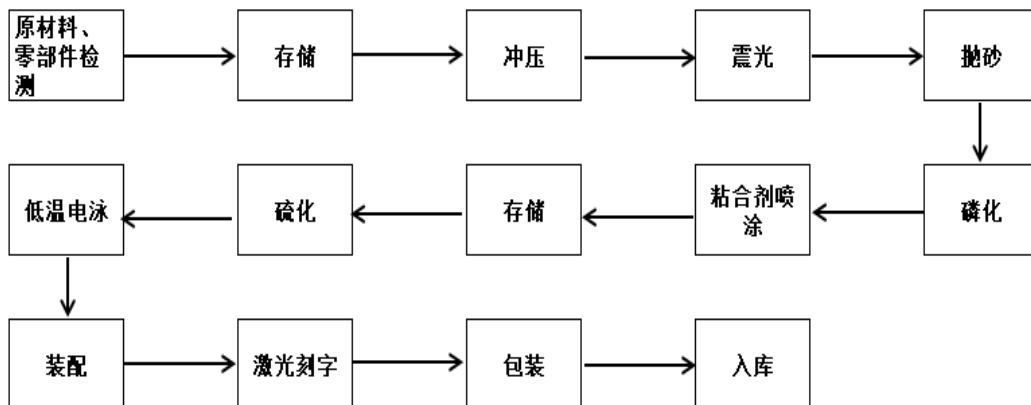 原材料、
零部件检
测
存储
冲压
震光
抛砂
磷化
粘合剂喷
涂
存储
硫化
低温电泳
装配
激光刻字
包装
入库